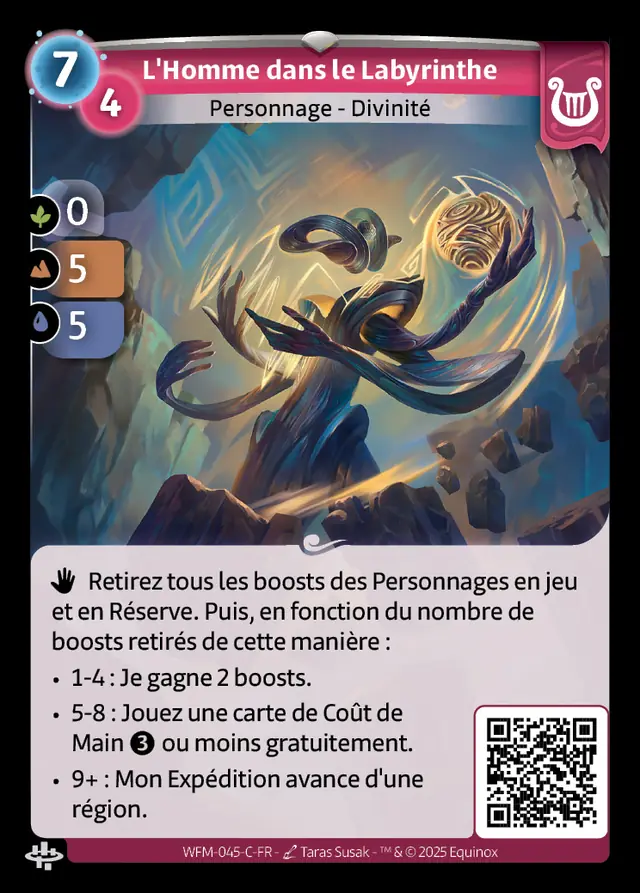 7
4
L'Homme dans le Labyrinthe
Personnage - Divinité
0
5
5
Retirez tous les boosts des Personnages en jeu
et en Réserve. Puis, en fonction du nombre de
boosts retirés de cette manière :
• 1-4 : Je gagne 2 boosts.
• 5-8 : Jouez une carte de Coût de
Main 3 ou moins gratuitement.
• 9+ : Mon Expédition avance d'une
région.
WFM-045-C-FR - Taras Susak - ™ & © 2025 Equinox